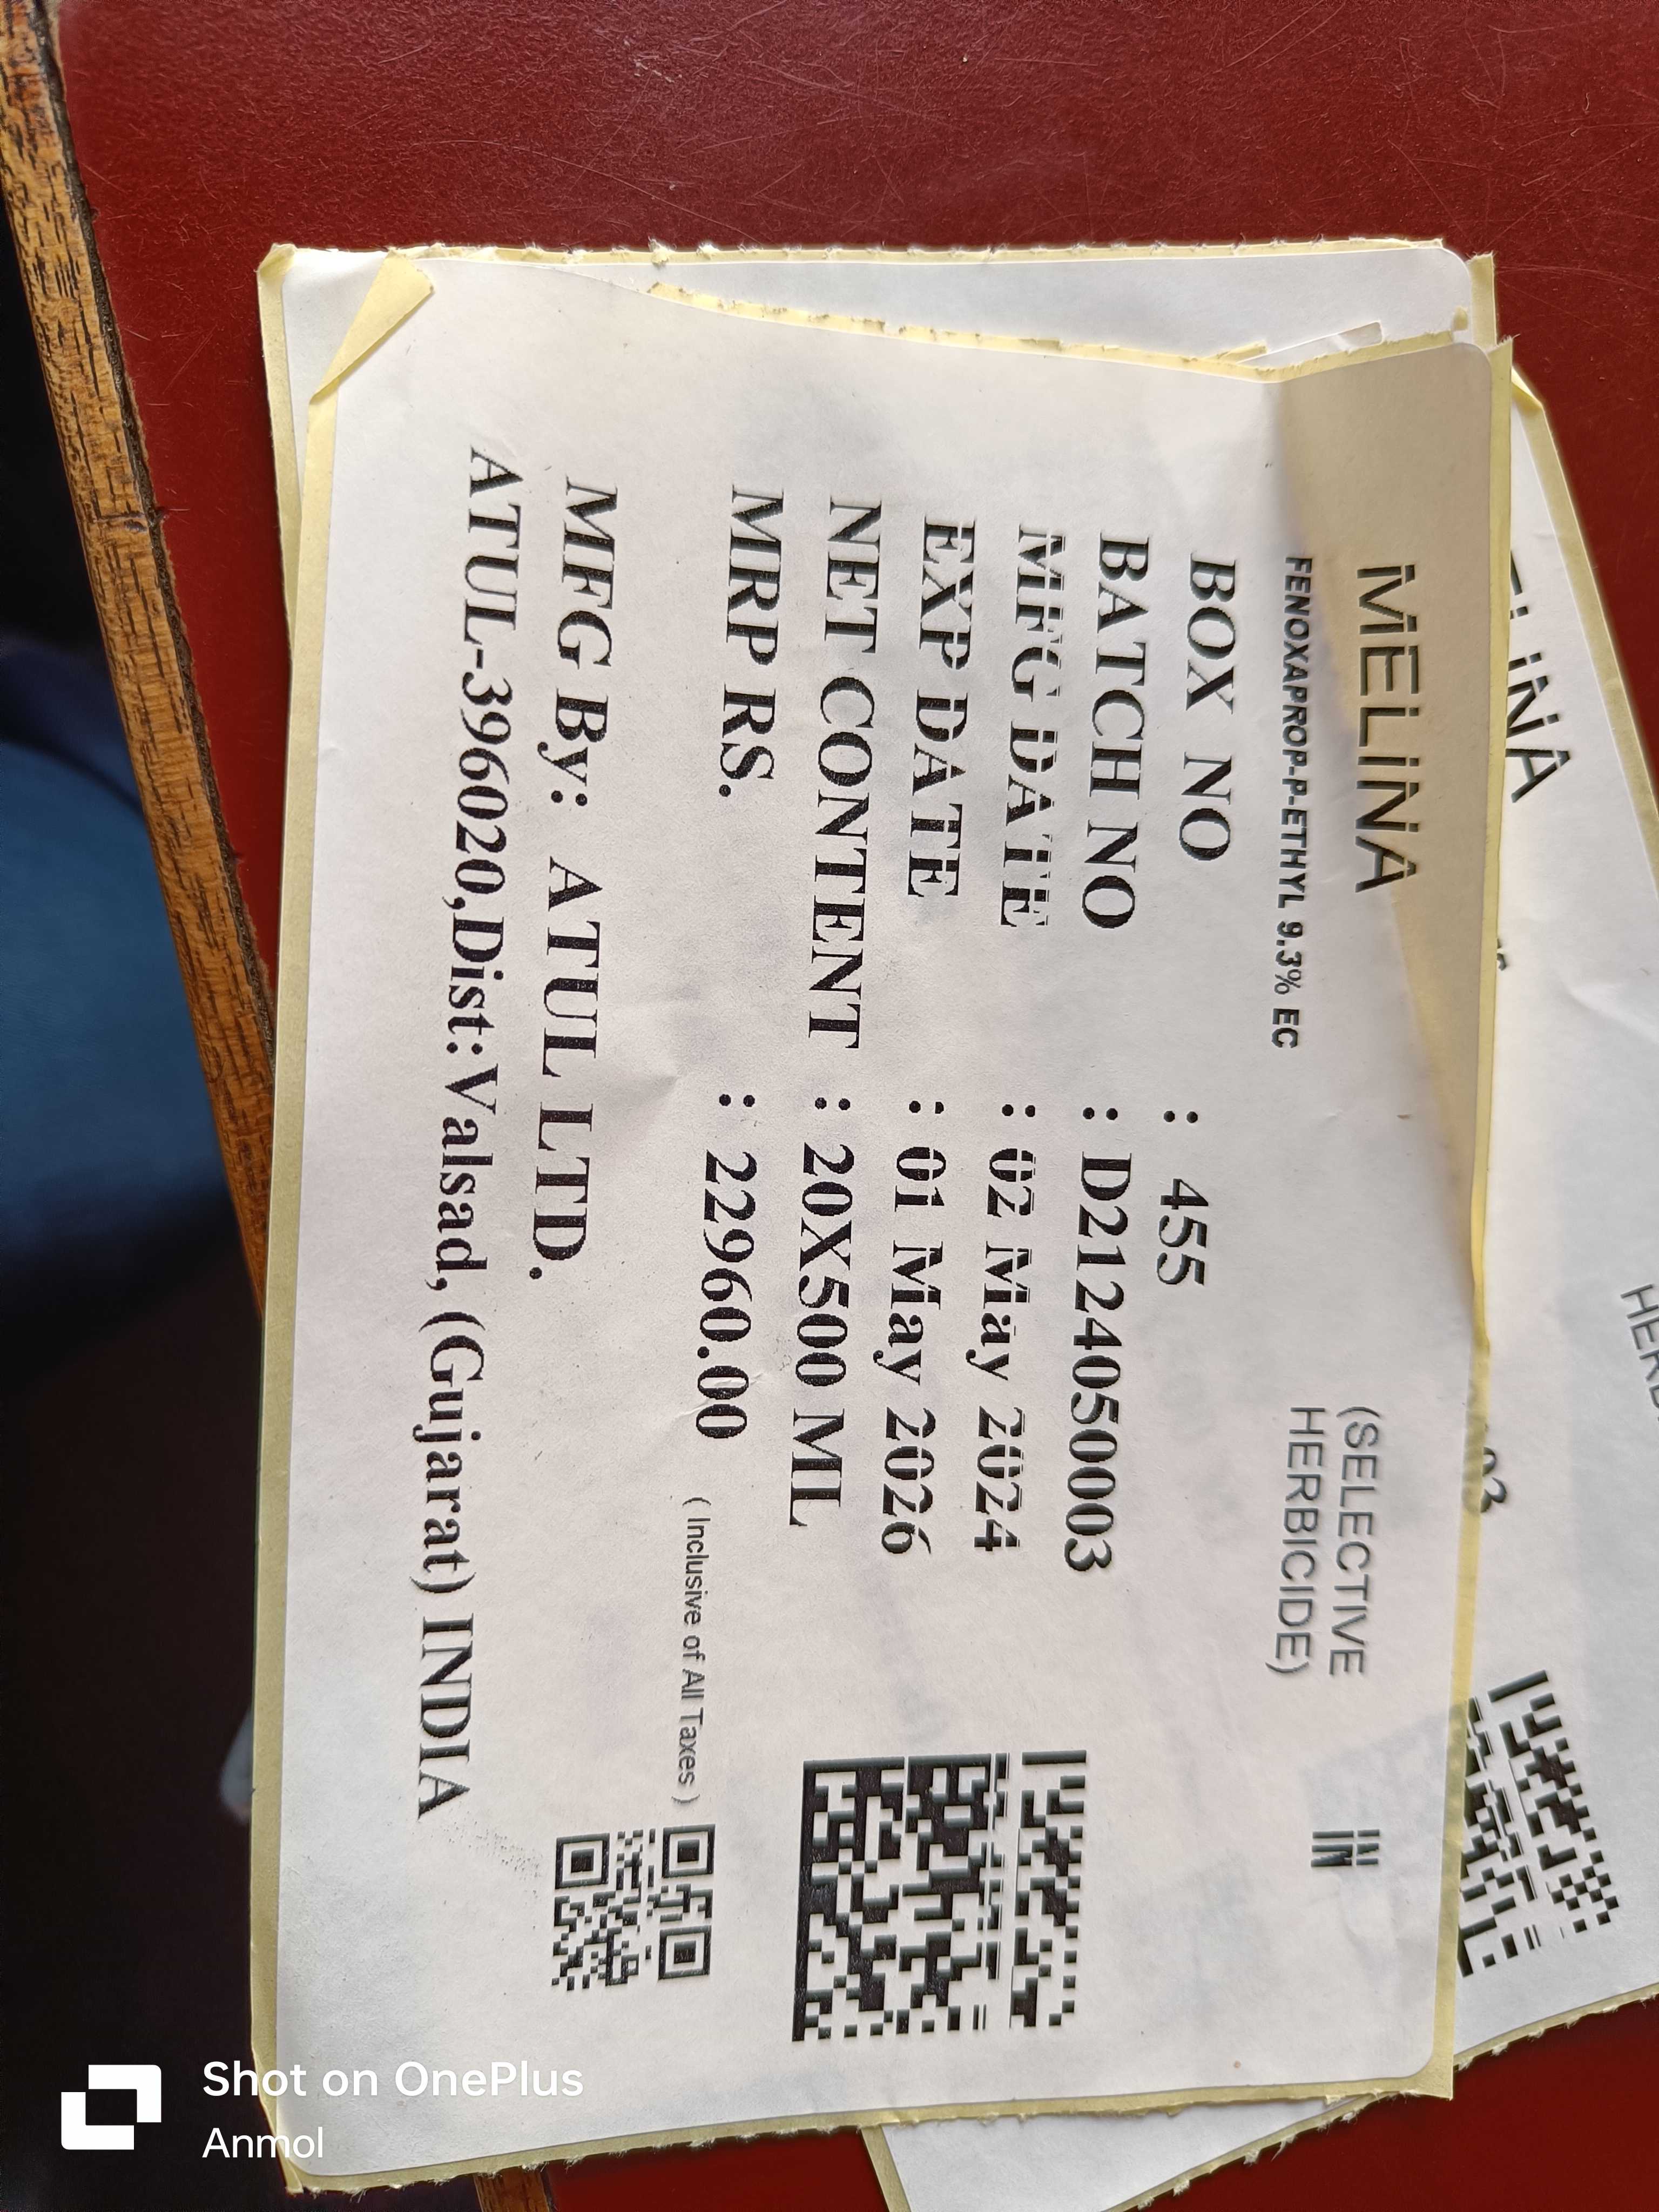 MELINA
FENOXAPROP-P-ETHYL 9.3% EC
(SELECTIVE
HERBICIDE)
IN
BOX NO : 455
BATCH NO : D2124050003
MFG DATE : 02 May 2024
EXP DATE : 01 May 2026
NET CONTENT : 20X500 ML
MRP RS. : 22960.00 ( Inclusive of All Taxes )
MFG By: ATUL LTD.
ATUL-396020,Dist:Valsad, (Gujarat) INDIA
Shot on OnePlus
Anmol